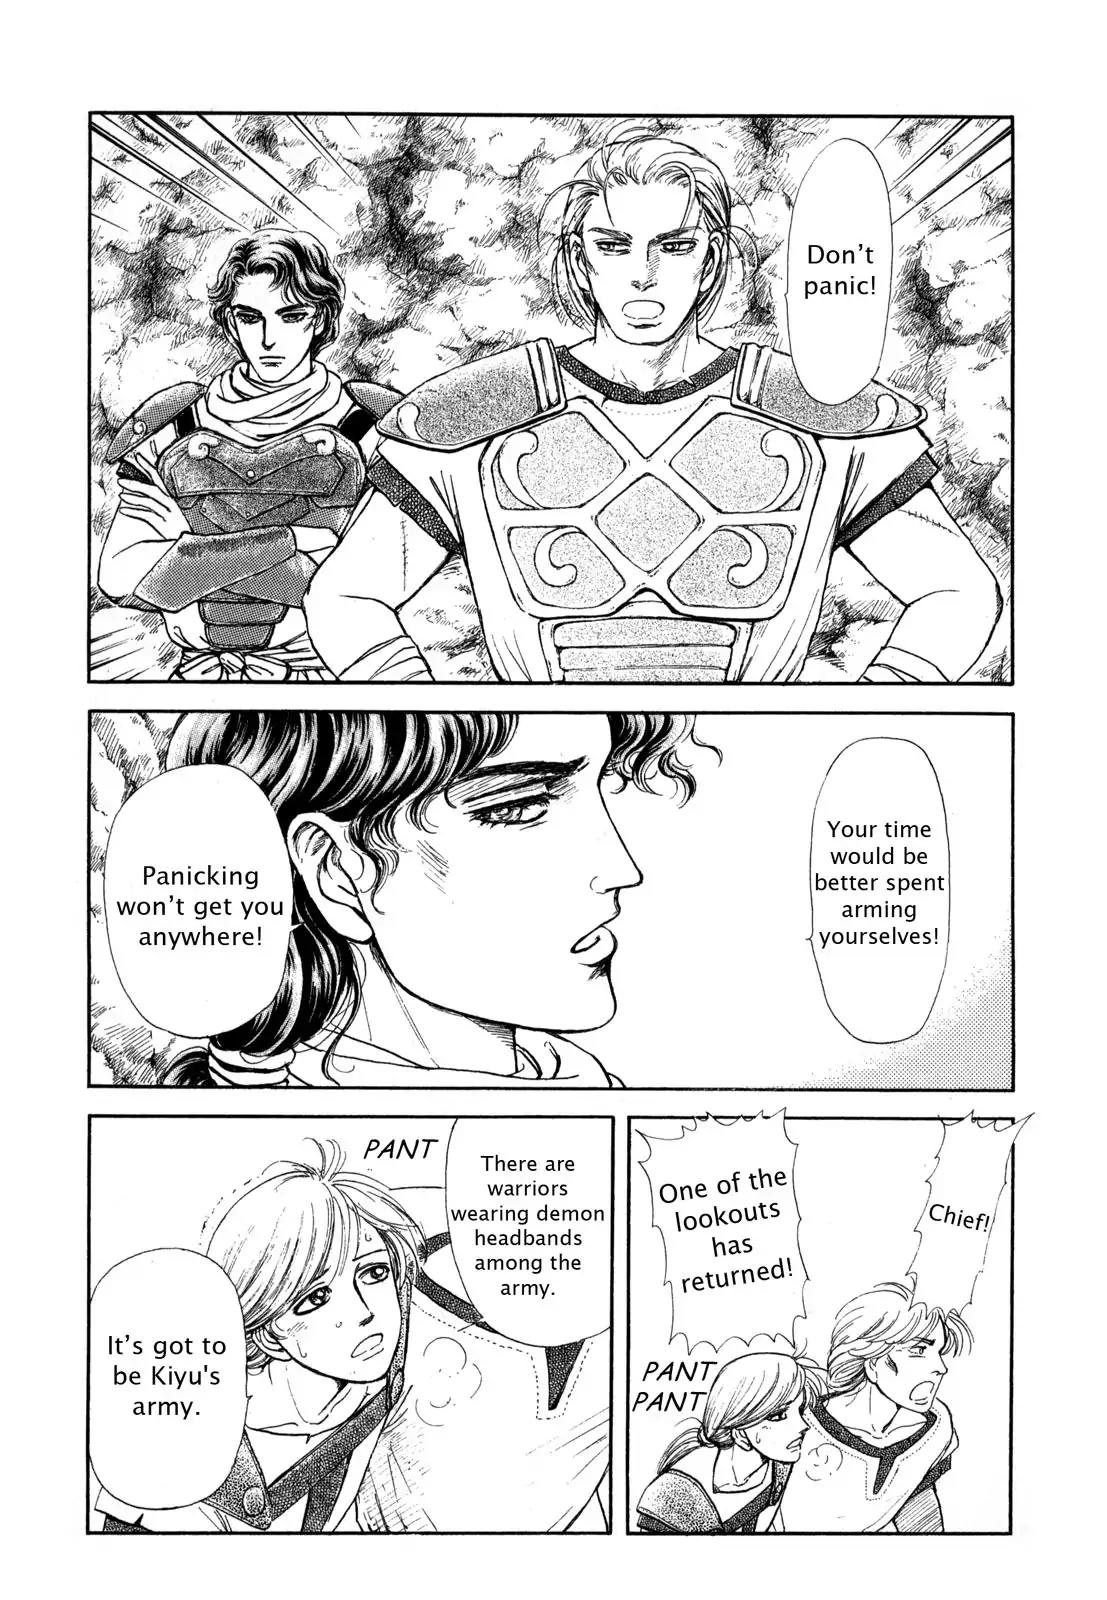 Don't
panic!
Your time
would be
better spent
arming
yourselves!
Panicking
won't get you
anywhere!
Chief!
One of the
lookouts
has
returned!
PANT
PANT
There are
warriors
wearing demon
headbands
among the
army.
PANT
It's got to
be Kiyu's
army.